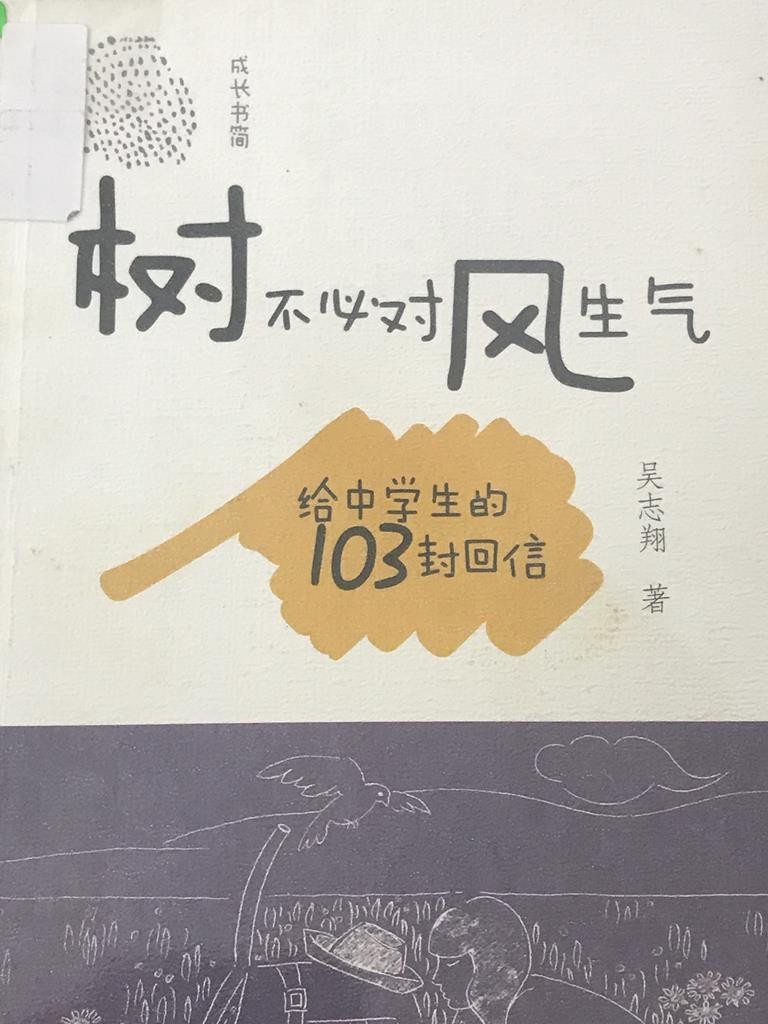 成长书简
树不必对风生气
给中学生的
103封回信
吴志翔 著